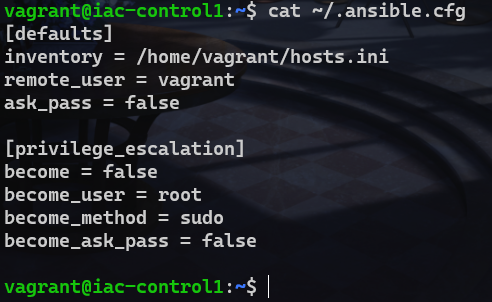 vagrant@iac-control1:~$ cat ~/.ansible.cfg
[defaults]
inventory = /home/vagrant/hosts.ini
remote_user = vagrant
ask_pass = false

[privilege_escalation]
become = false
become_user = root
become_method = sudo
become_ask_pass = false

vagrant@iac-control1:~$